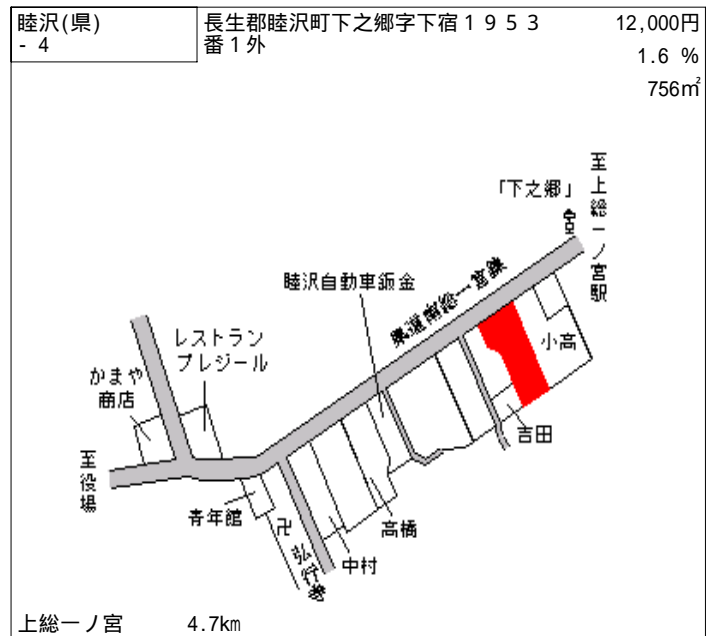 睦沢(県)
- 4
長生郡睦沢町下之郷字下宿１９５３
番１外
12,000円
1.6 %
756㎡
至上総一ノ宮駅
「下之郷」
県道南総一宮線
睦沢自動車鈑金
レストラン
プレジール
かまや
商店
小高
吉田
至役場
青年館
卍 弘行寺
高橋
中村
上総一ノ宮 4.7km